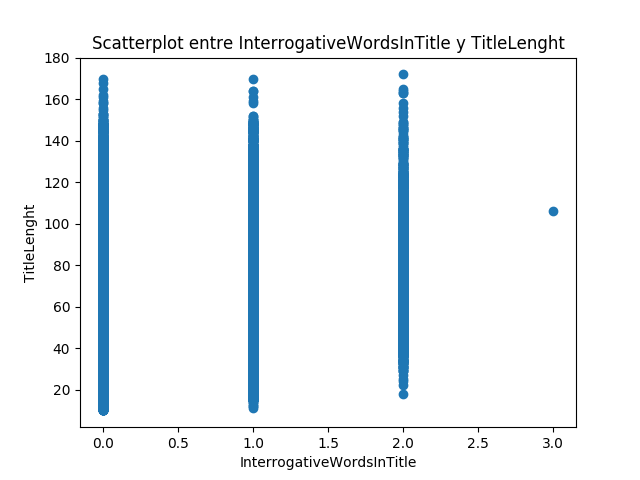 Scatterplot entre InterrogativeWordsInTitle y TitleLenght
180
160
140
120
100
80
60
40
20
TitleLenght
0.0 0.5 1.0 1.5 2.0 2.5 3.0
InterrogativeWordsInTitle